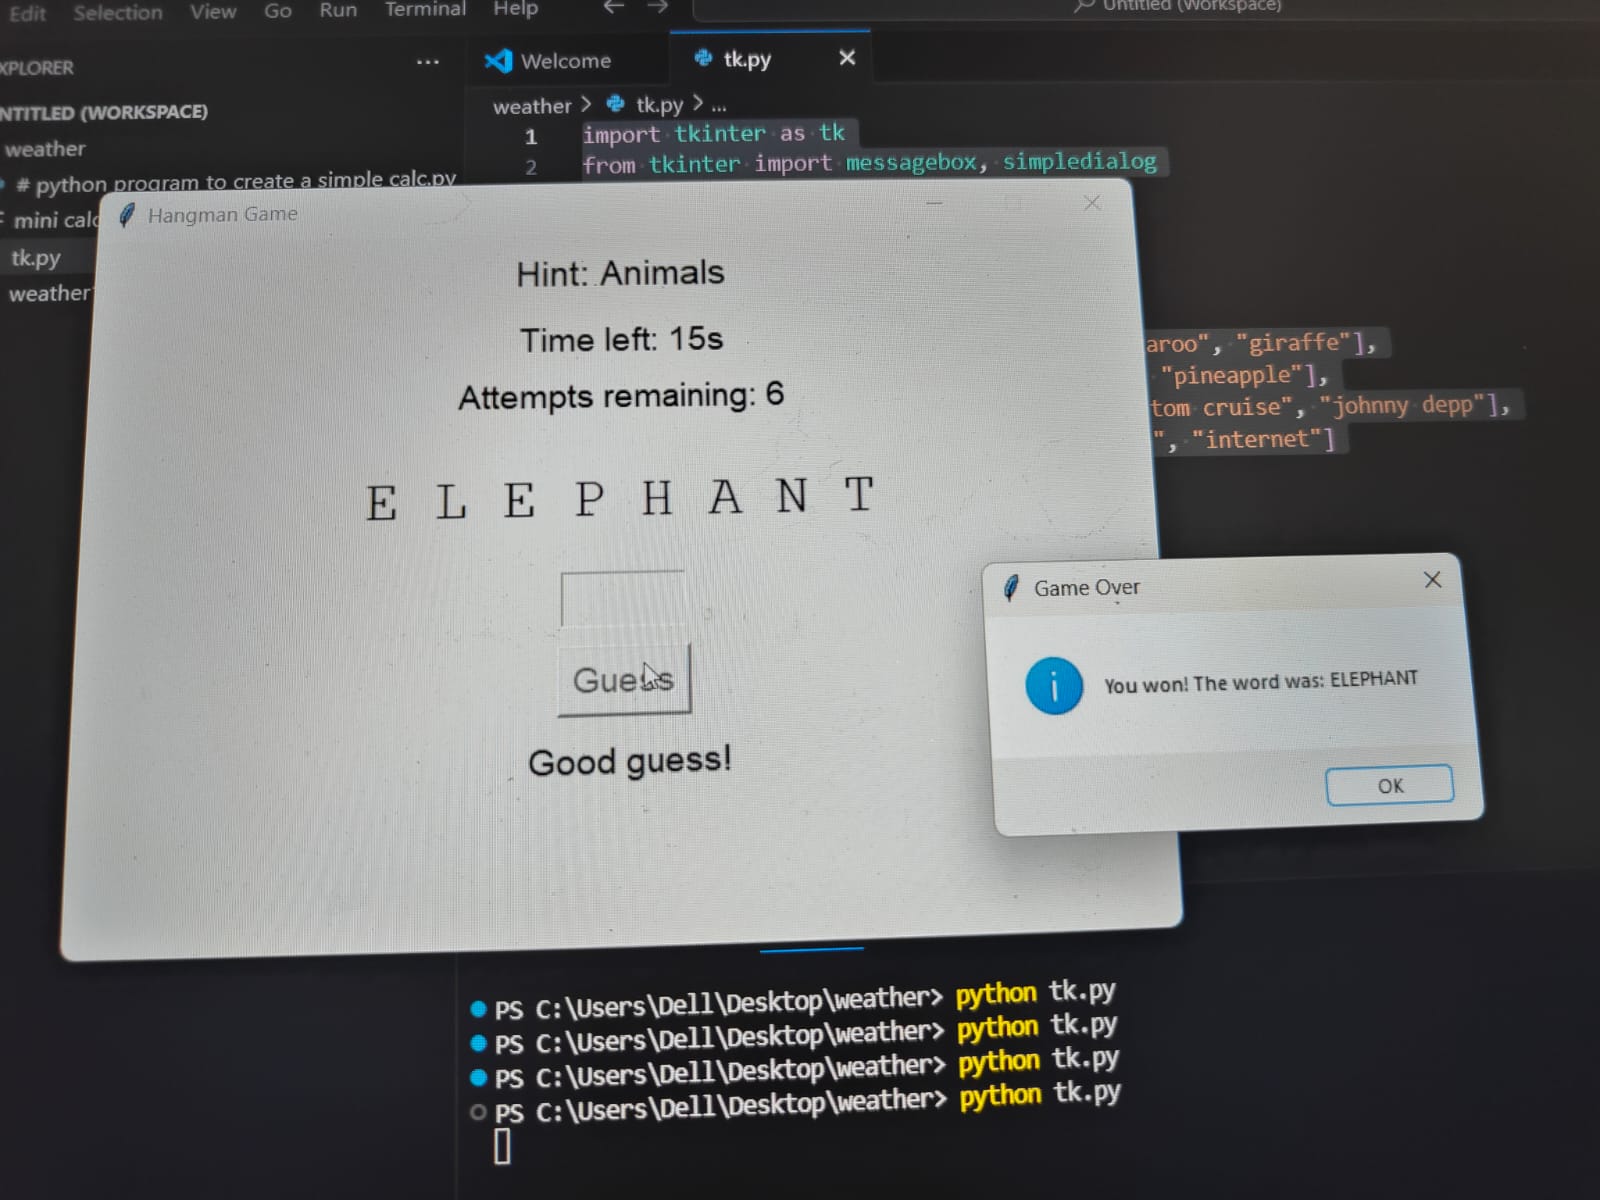 Edit Selection View Go Run Terminal Help ← → Untitled (Workspace)
XPLORER ...
Welcome
tk.py ×
NTITLED (WORKSPACE)
weather > tk.py > ...
weather
1 import tkinter as tk
2 from tkinter import messagebox, simpledialog
# python program to create a simple calc.py
mini calc
tk.py
weather
Hangman Game
Hint: Animals
Time left: 15s
Attempts remaining: 6
E L E P H A N T
Guess
Good guess!
aroo", "giraffe"],
"pineapple"],
tom cruise", "johnny depp"],
", "internet"]
Game Over
You won! The word was: ELEPHANT
OK
PS C:\Users\Dell\Desktop\weather> python tk.py
PS C:\Users\Dell\Desktop\weather> python tk.py
PS C:\Users\Dell\Desktop\weather> python tk.py
PS C:\Users\Dell\Desktop\weather> python tk.py